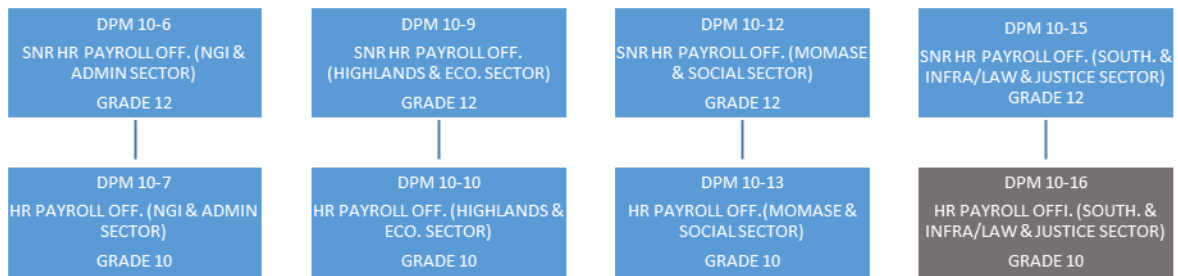 DPM 10-6
SNR HR PAYROLL OFF. (NGI &
ADMIN SECTOR)
GRADE 12
DPM 10-9
SNR HR PAYROLL OFF.
(HIGHLANDS & ECO. SECTOR)
GRADE 12
DPM 10-12
SNR HR PAYROLL OFF. (MOMASE
& SOCIAL SECTOR)
GRADE 12
DPM 10-15
SNR HR PAYROLL OFF. (SOUTH. &
INFRA/LAW & JUSTICE SECTOR)
GRADE 12
DPM 10-7
HR PAYROLL OFF. (NGI & ADMIN
SECTOR)
GRADE 10
DPM 10-10
HR PAYROLL OFF. (HIGHLANDS &
ECO. SECTOR)
GRADE 10
DPM 10-13
HR PAYROLL OFF.(MOMASE &
SOCIAL SECTOR)
GRADE 10
DPM 10-16
HR PAYROLL OFFI. (SOUTH. &
INFRA/LAW & JUSTICE SECTOR)
GRADE 10